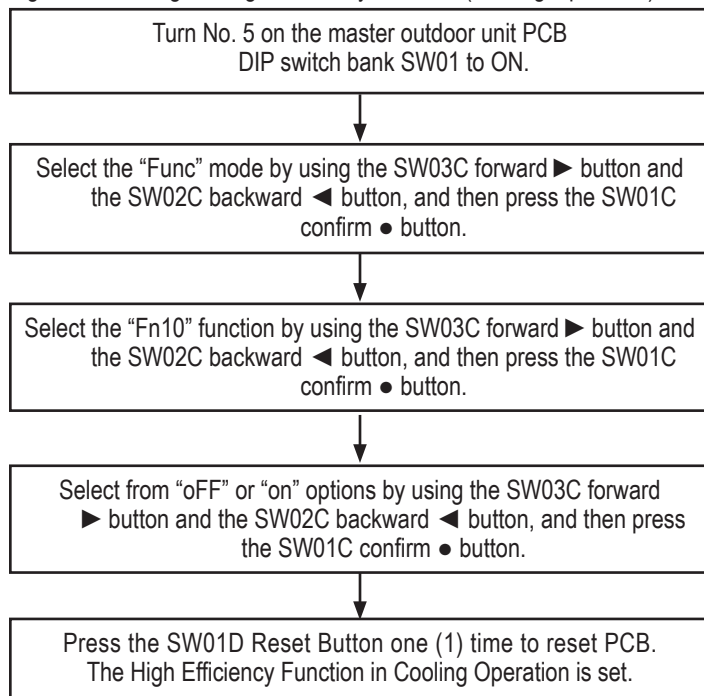 Turn No. 5 on the master outdoor unit PCB
DIP switch bank SW01 to ON.
Select the “Func” mode by using the SW03C forward ► button and
the SW02C backward ◄ button, and then press the SW01C
confirm ● button.
Select the “Fn10” function by using the SW03C forward ► button and
the SW02C backward ◄ button, and then press the SW01C
confirm ● button.
Select from “oFF” or “on” options by using the SW03C forward
► button and the SW02C backward ◄ button, and then press
the SW01C confirm ● button.
Press the SW01D Reset Button one (1) time to reset PCB.
The High Efficiency Function in Cooling Operation is set.